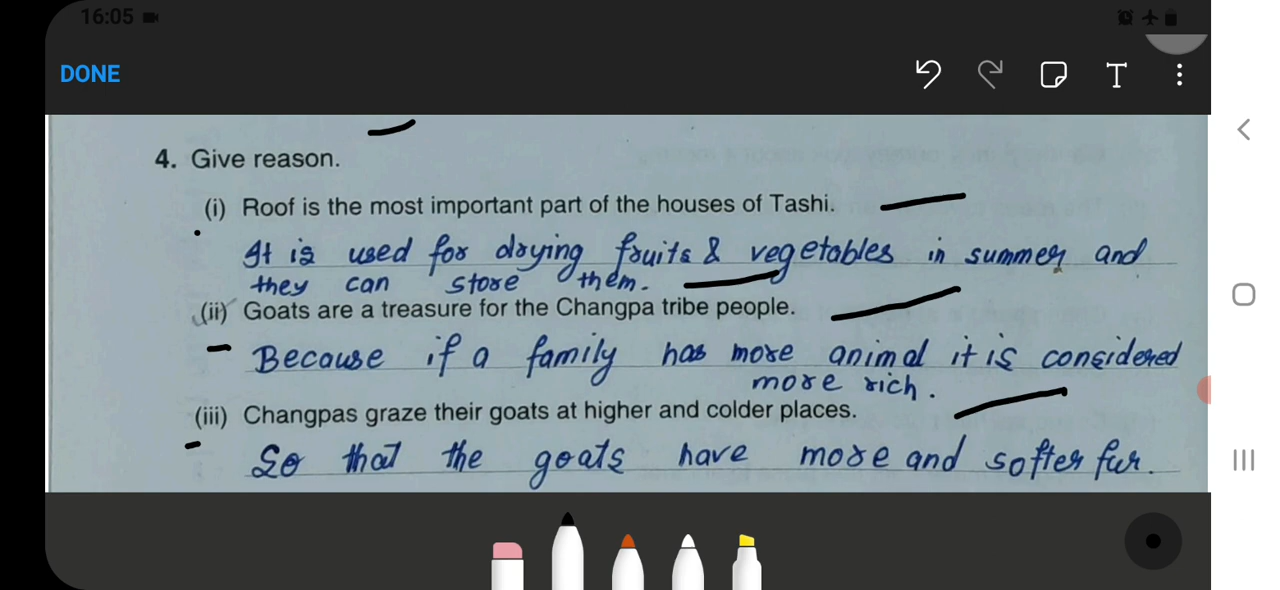 16:05
DONE
T
4. Give reason.
(i) Roof is the most important part of the houses of Tashi.
It is used for drying fruits & vegetables in summer and
they can store them.
(ii) Goats are a treasure for the Changpa tribe people.
Because if a family has more animal it is considered
more rich.
(iii) Changpas graze their goats at higher and colder places.
So that the goats have more and softer fur.